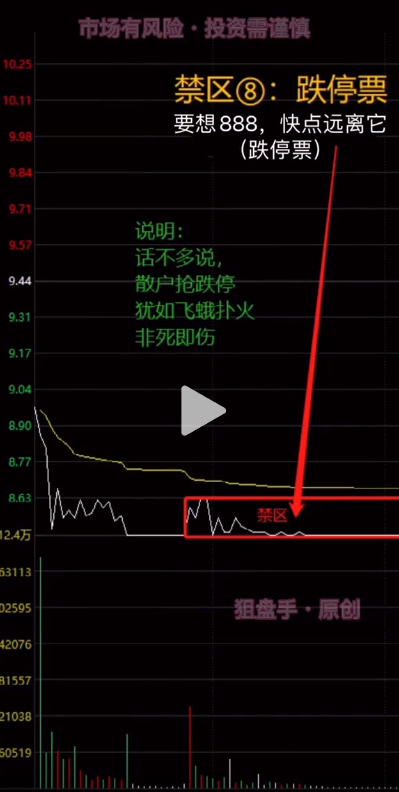 市场有风险·投资需谨慎
10.25
禁区⑧：跌停票
10.11
要想888，快点远离它
9.98
（跌停票）
9.84
9.71
说明：
9.57
话不多说，
9.44
散户抢跌停
9.31
犹如飞蛾扑火
非死即伤
9.17
9.04
8.90
8.77
8.63
禁区
12.4万
63113
02595
狙盘手·原创
42076
81557
21038
60519